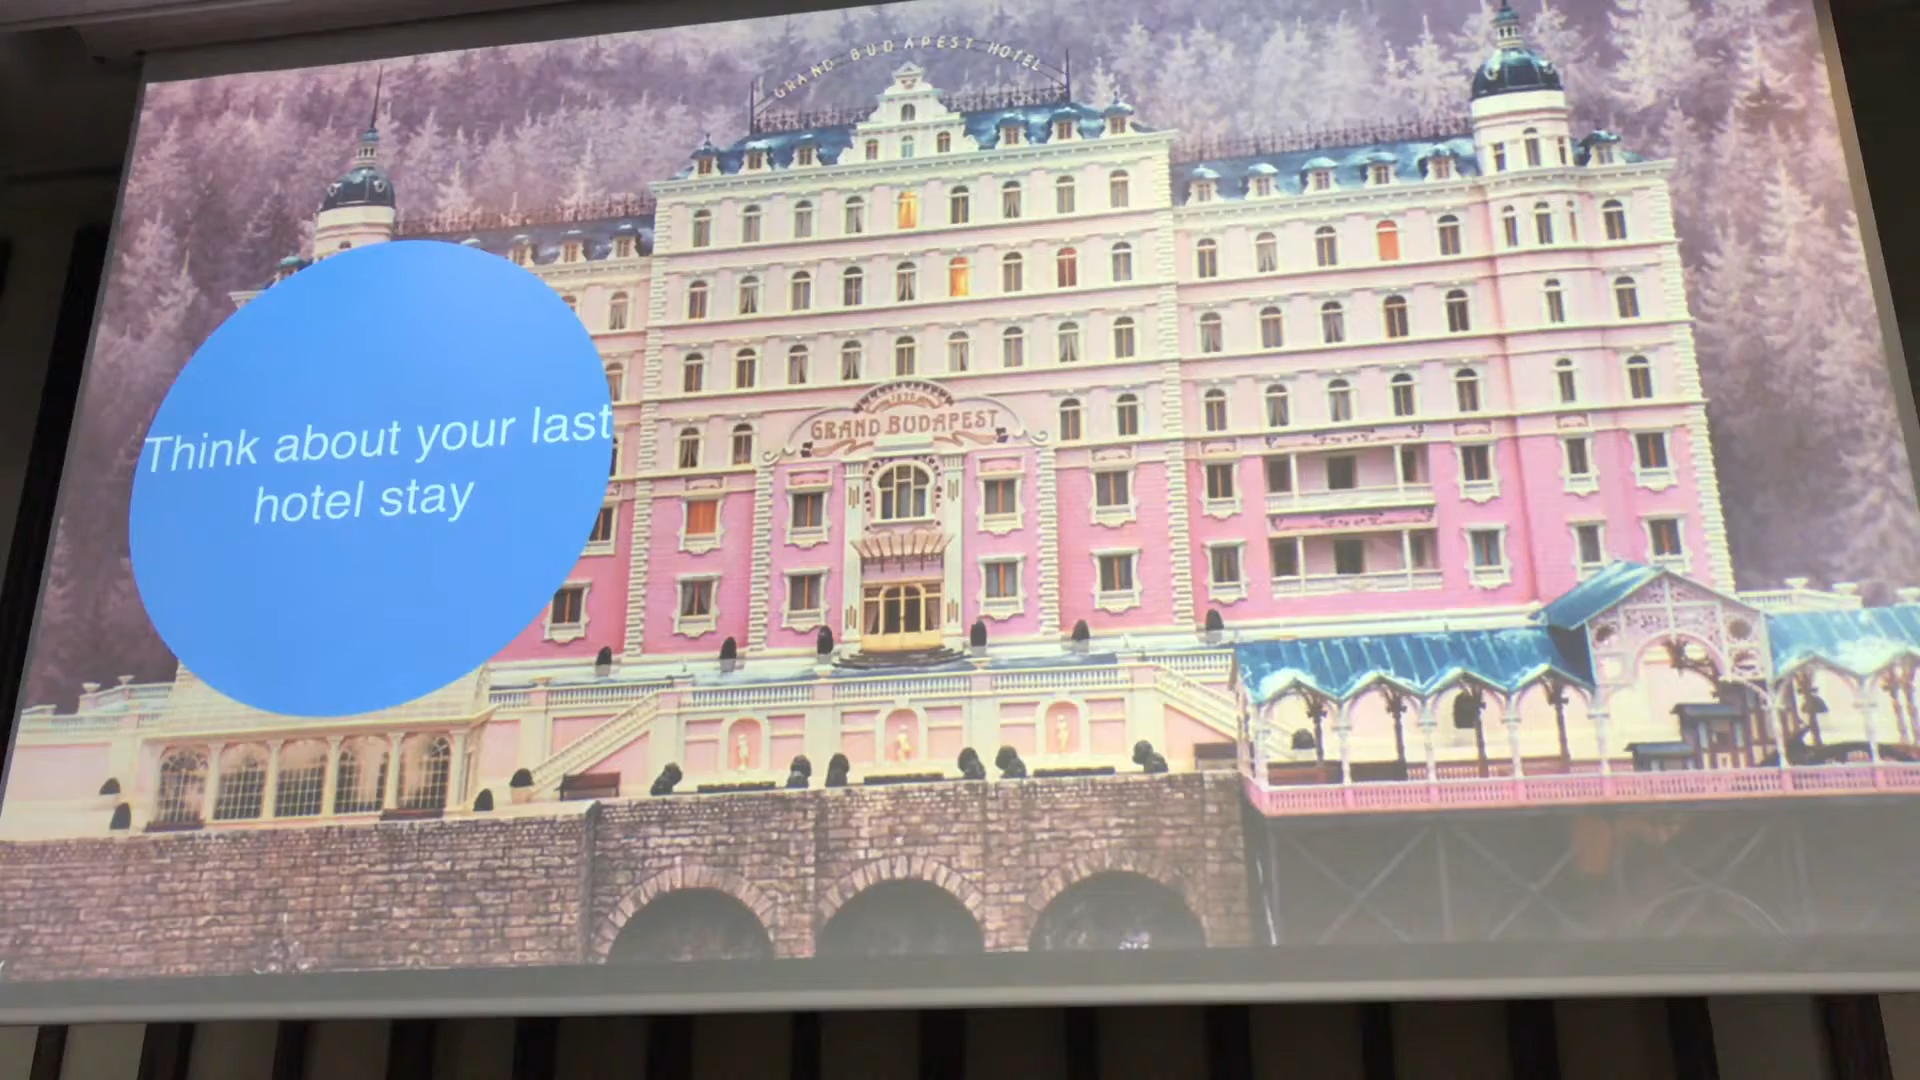 GRAND BUDAPEST HOTEL
GRAND BUDAPEST
Think about your last
hotel stay